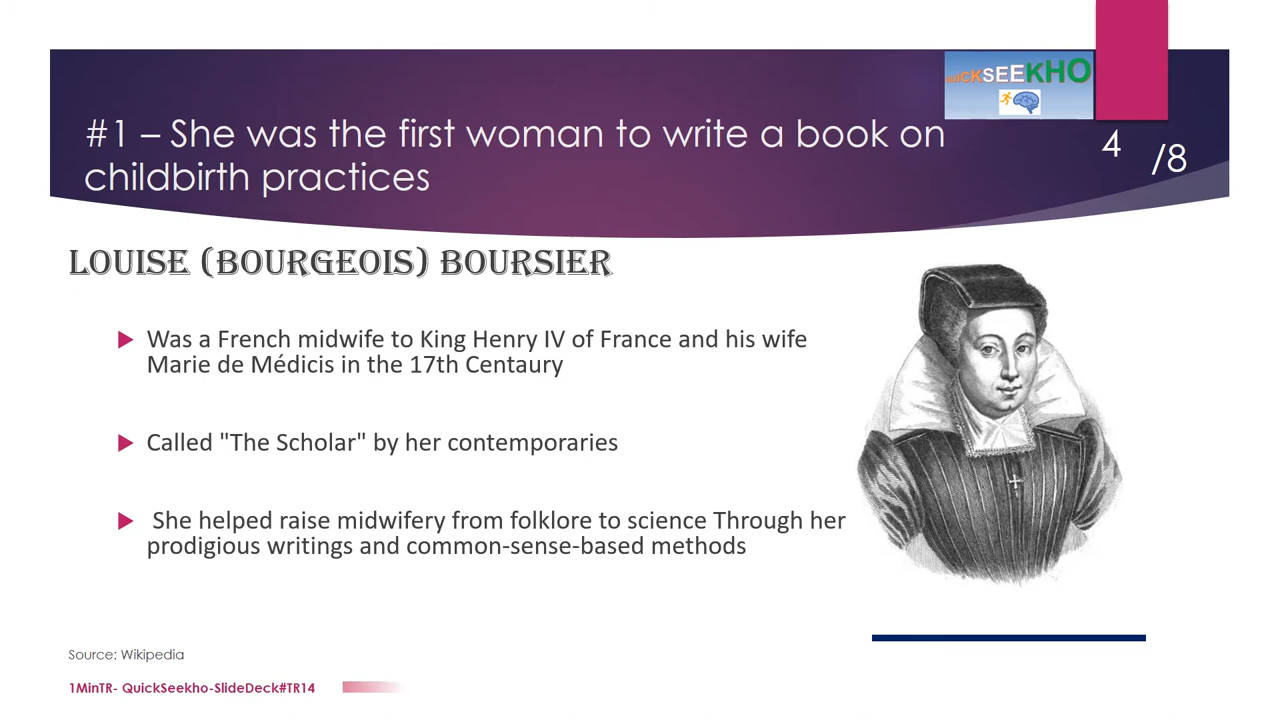 QUICKSEEKHO
#1 – She was the first woman to write a book on
childbirth practices
4
/8
LOUISE (BOURGEOIS) BOURSIER
Was a French midwife to King Henry IV of France and his wife
Marie de Médicis in the 17th Centaury
Called "The Scholar" by her contemporaries
She helped raise midwifery from folklore to science Through her
prodigious writings and common-sense-based methods
Source: Wikipedia
1MinTR- QuickSeekho-SlideDeck#TR14